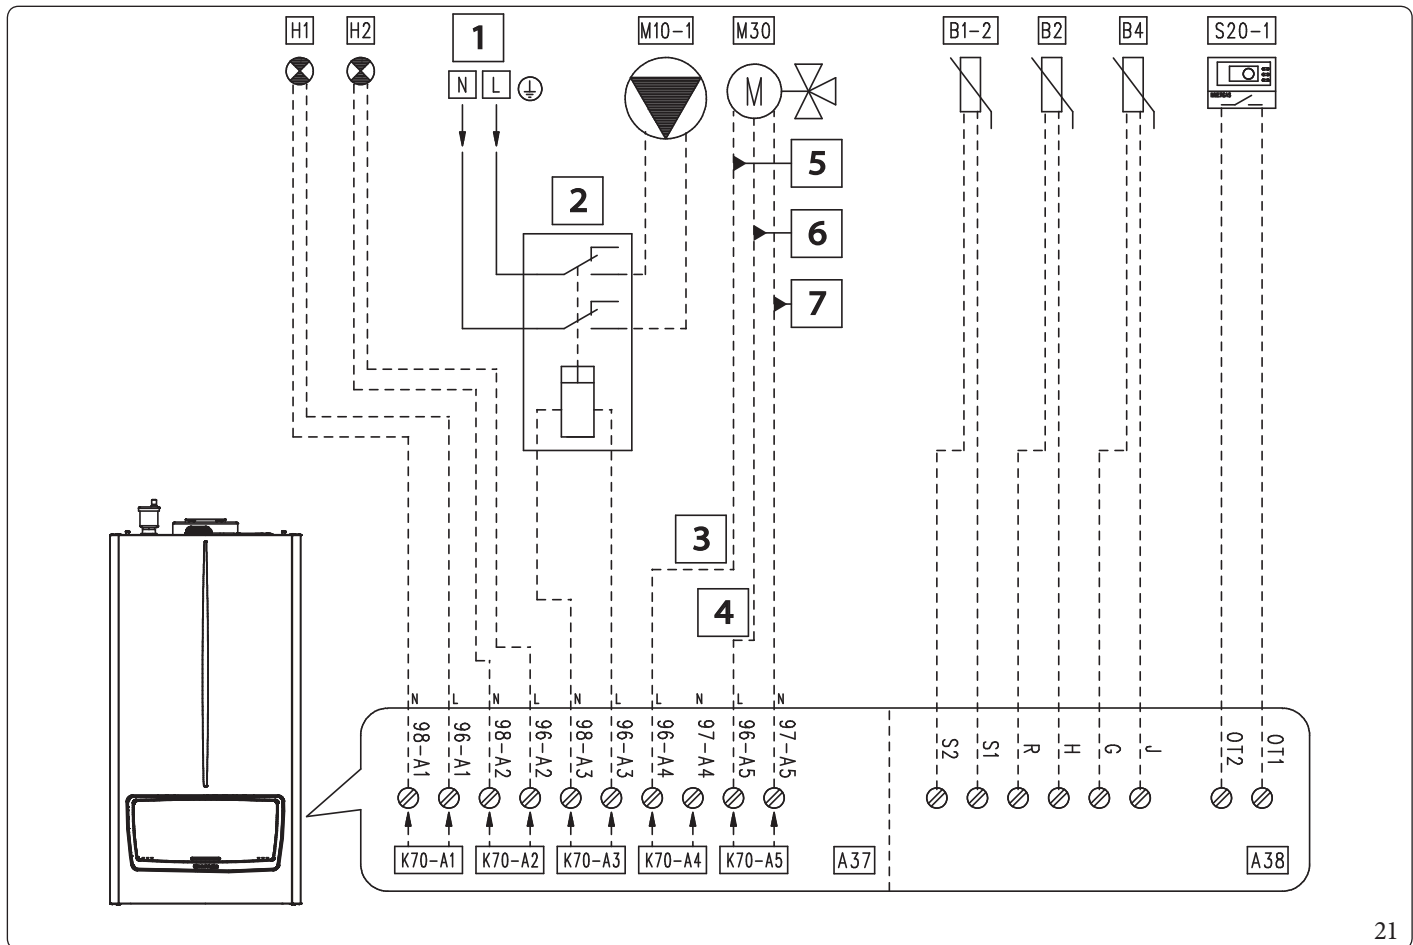 H1 H2 1 M10-1 M30 B1-2 B2 B4 S20-1
N L
M
5
2
6
7
3
4
N L N L N L L N L N
98-A1 96-A1 98-A2 96-A2 98-A3 96-A3 96-A4 97-A4 96-A5 97-A5 S2 S1 R H G J OT2 OT1
K70-A1 K70-A2 K70-A3 K70-A4 K70-A5 A37 A38
21